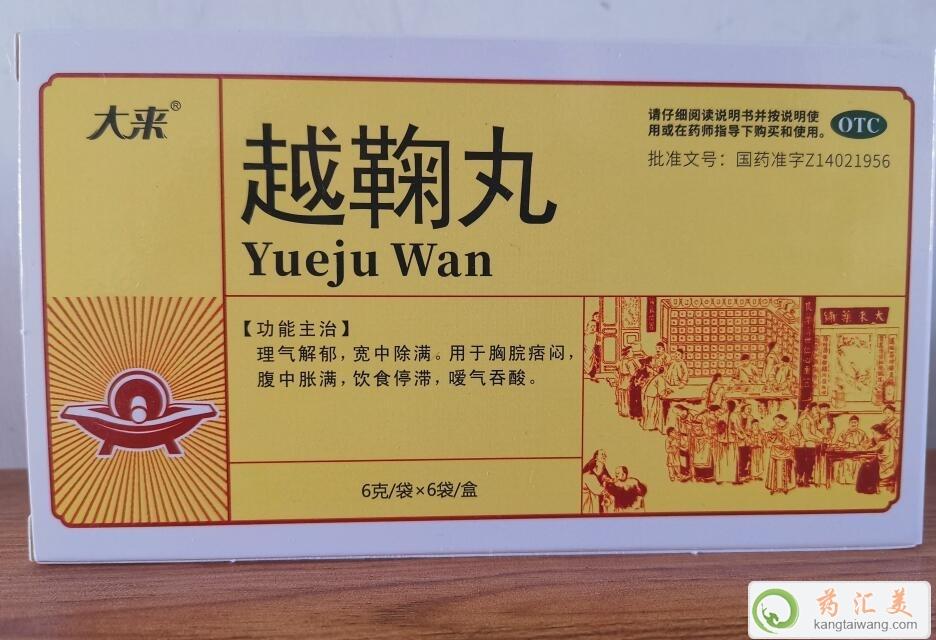 大来®
越鞠丸
Yueju Wan
请仔细阅读说明书并按说明使
用或在药师指导下购买和使用。
OTC
批准文号：国药准字Z14021956
【功能主治】
理气解郁，宽中除满。用于胸脘痞闷，
腹中胀满，饮食停滞，嗳气吞酸。
6克/袋×6袋/盒
大来药铺
药汇美
kangtaiwang.com